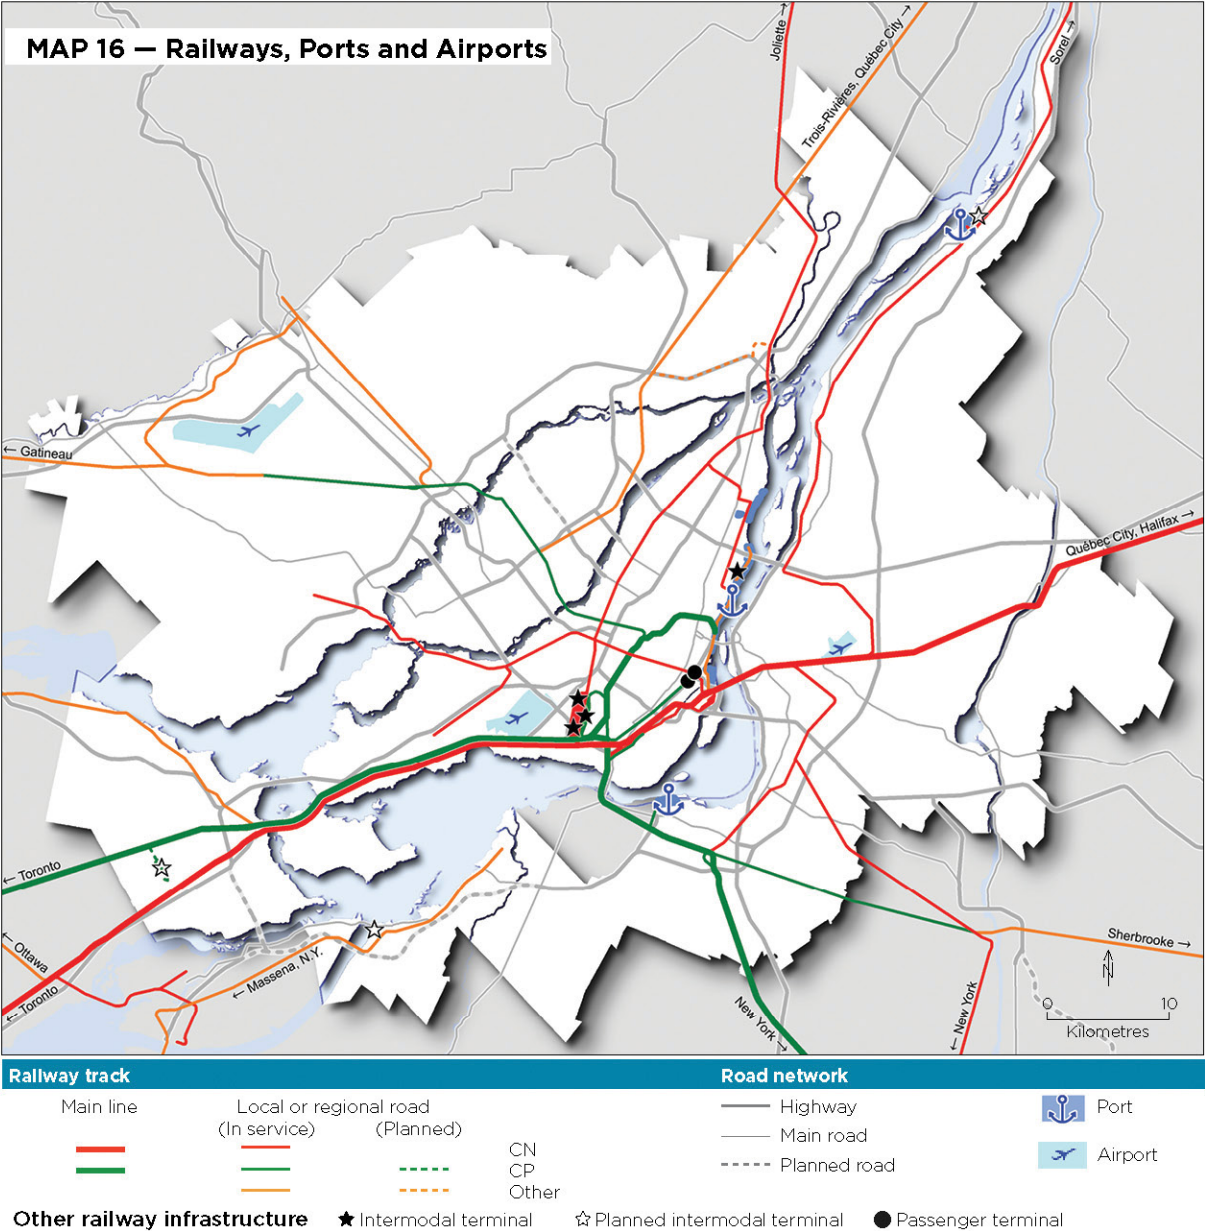 MAP 16 — Railways, Ports and Airports
Joliette →
Trois-Rivières, Québec City →
Sorel →
← Gatineau
Québec City, Halifax →
← Toronto
← Ottawa
← Toronto
← Massena, N.Y.
New York →
← New York
Sherbrooke →
N
0 10
Kilometres
Railway track
Road network
Main line
Local or regional road
(In service)
(Planned)
CN
CP
Other
Highway
Main road
Planned road
Port
Airport
Other railway infrastructure
Intermodal terminal
Planned intermodal terminal
Passenger terminal